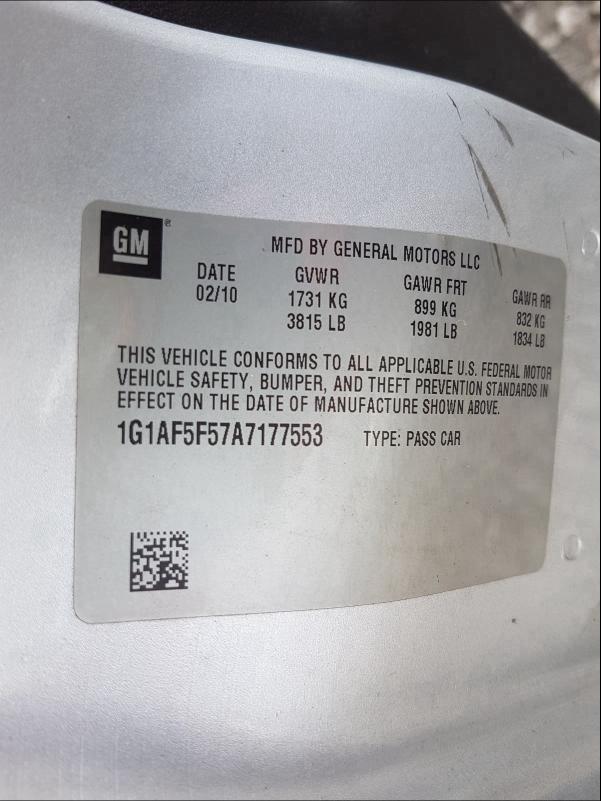 GM ®
MFD BY GENERAL MOTORS LLC
DATE GVWR GAWR FRT GAWR RR
02/10 1731 KG 899 KG 832 KG
3815 LB 1981 LB 1834 LB
THIS VEHICLE CONFORMS TO ALL APPLICABLE U.S. FEDERAL MOTOR
VEHICLE SAFETY, BUMPER, AND THEFT PREVENTION STANDARDS IN
EFFECT ON THE DATE OF MANUFACTURE SHOWN ABOVE.
1G1AF5F57A7177553 TYPE: PASS CAR